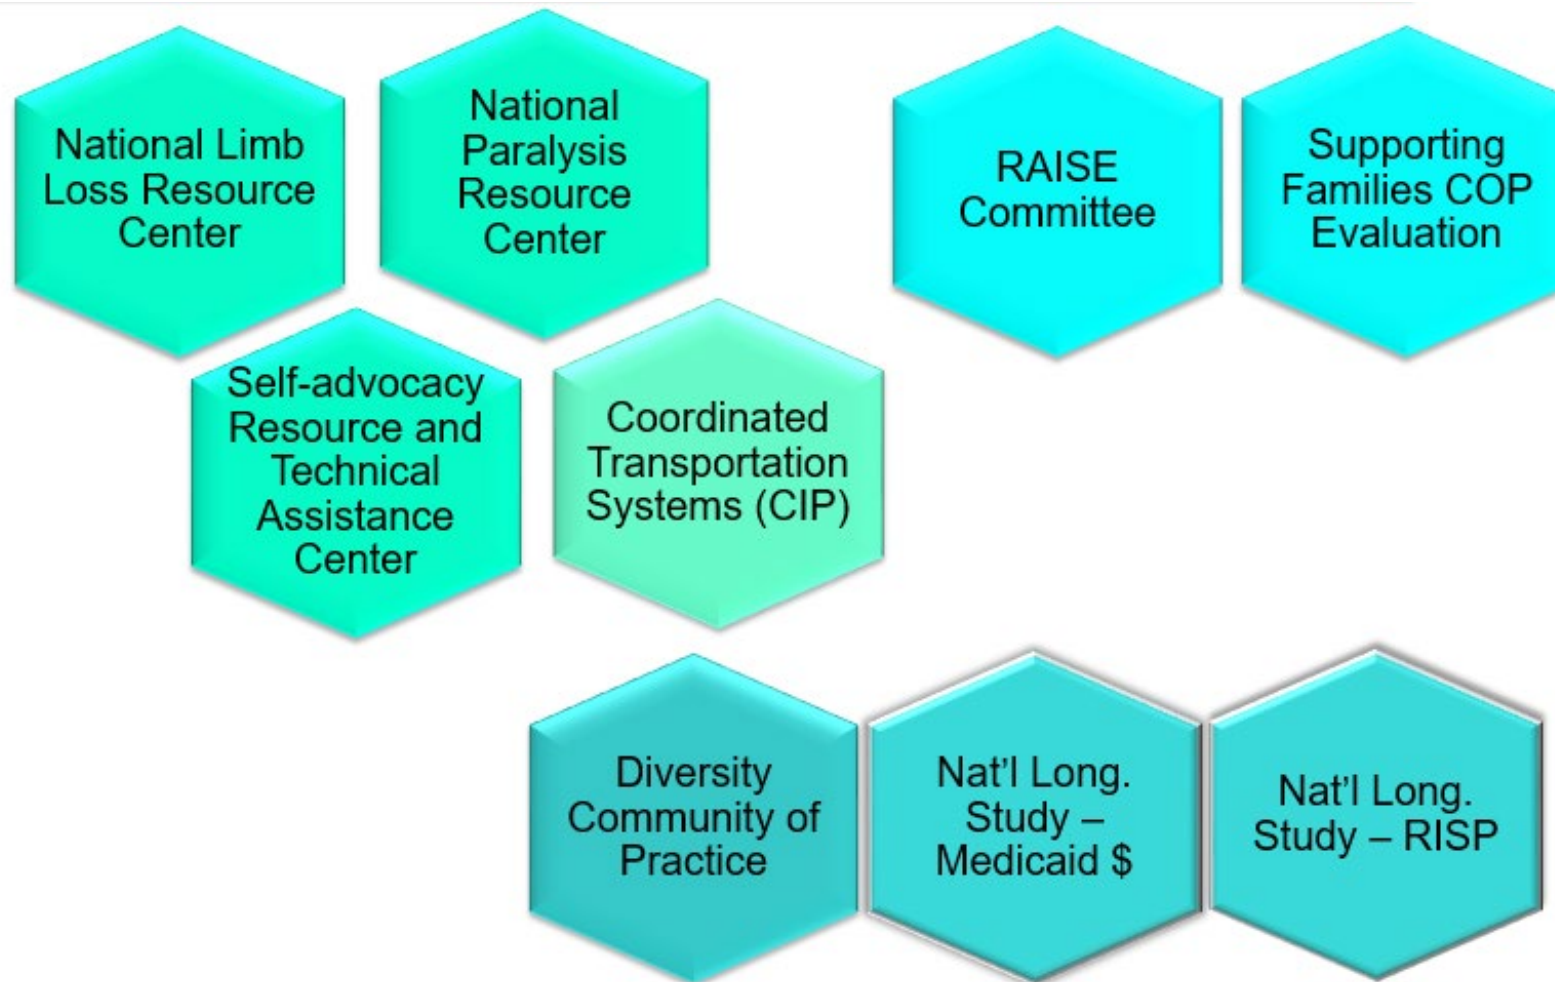 National Limb
Loss Resource
Center
National
Paralysis
Resource
Center
RAISE
Committee
Supporting
Families COP
Evaluation
Self-advocacy
Resource and
Technical
Assistance
Center
Coordinated
Transportation
Systems (CIP)
Diversity
Community of
Practice
Nat’l Long.
Study –
Medicaid $
Nat’l Long.
Study – RISP